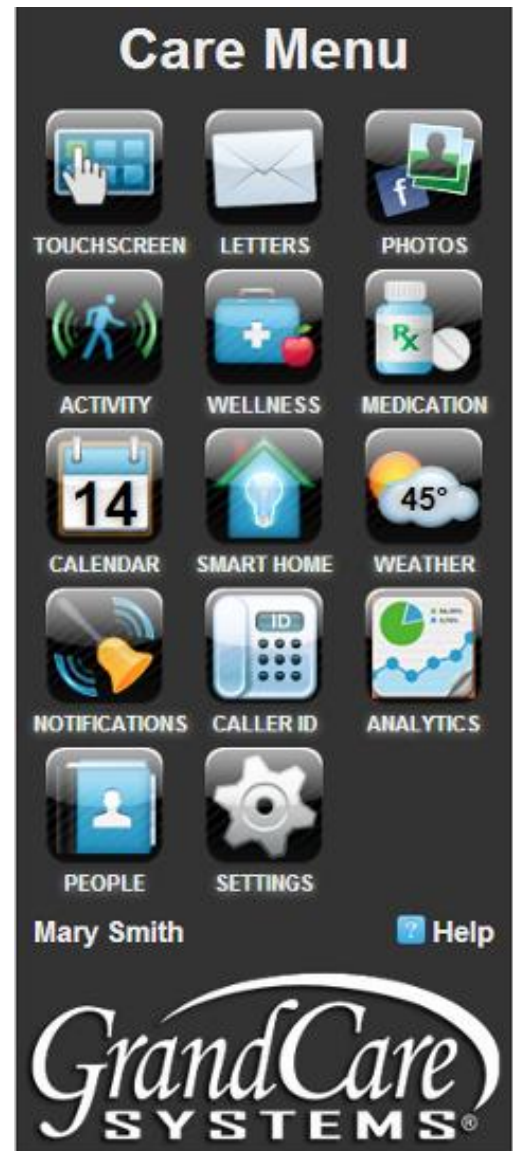 Care Menu
TOUCHSCREEN LETTERS PHOTOS
f
ACTIVITY WELLNESS MEDICATION
Rx
CALENDAR SMART HOME WEATHER
14
45°
NOTIFICATIONS CALLER ID ANALYTICS
ID
PEOPLE SETTINGS
Mary Smith ? Help
GrandCare
SYSTEMS®